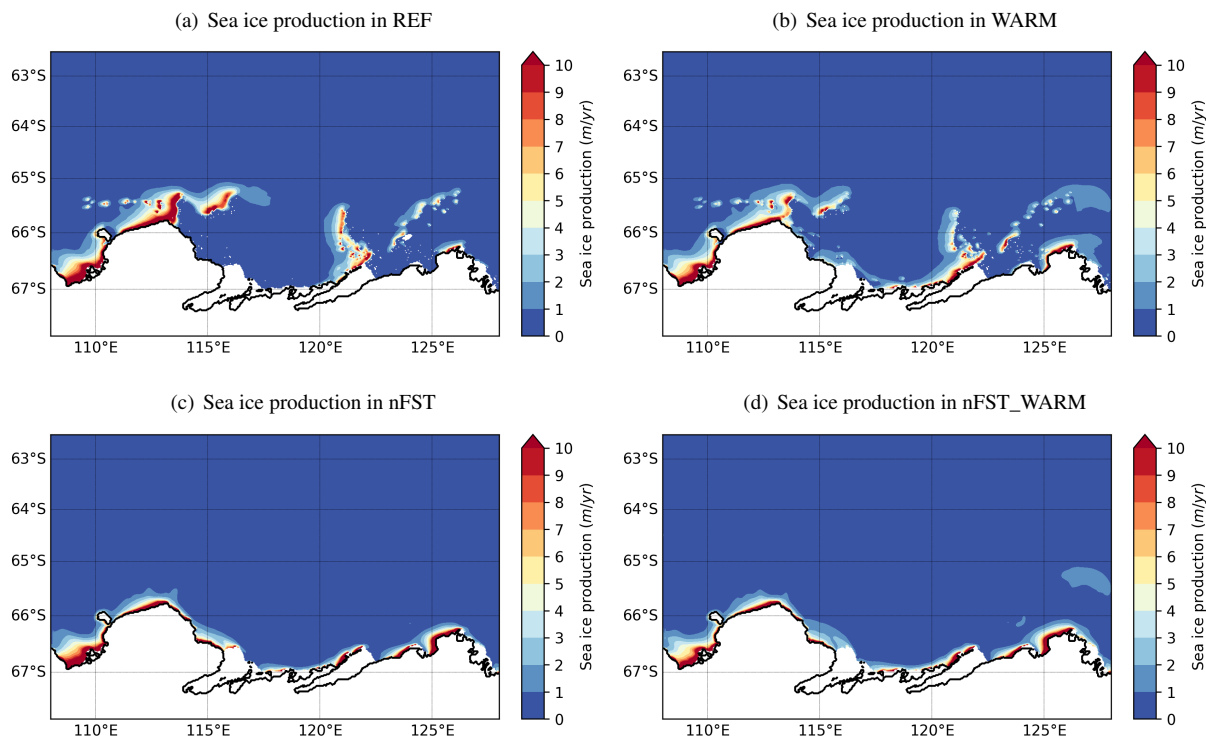 (a) Sea ice production in REF
63°S
64°S
65°S
66°S
67°S
110°E 115°E 120°E 125°E
10
9
8
7
6
5
4
3
2
1
0
Sea ice production (m/yr)
(b) Sea ice production in WARM
63°S
64°S
65°S
66°S
67°S
110°E 115°E 120°E 125°E
10
9
8
7
6
5
4
3
2
1
0
Sea ice production (m/yr)
(c) Sea ice production in nFST
63°S
64°S
65°S
66°S
67°S
110°E 115°E 120°E 125°E
10
9
8
7
6
5
4
3
2
1
0
Sea ice production (m/yr)
(d) Sea ice production in nFST_WARM
63°S
64°S
65°S
66°S
67°S
110°E 115°E 120°E 125°E
10
9
8
7
6
5
4
3
2
1
0
Sea ice production (m/yr)